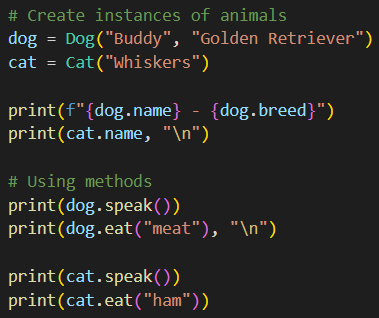 # Create instances of animals
dog = Dog("Buddy", "Golden Retriever")
cat = Cat("Whiskers")

print(f"{dog.name} - {dog.breed}")
print(cat.name, "\n")

# Using methods
print(dog.speak())
print(dog.eat("meat"), "\n")

print(cat.speak())
print(cat.eat("ham"))